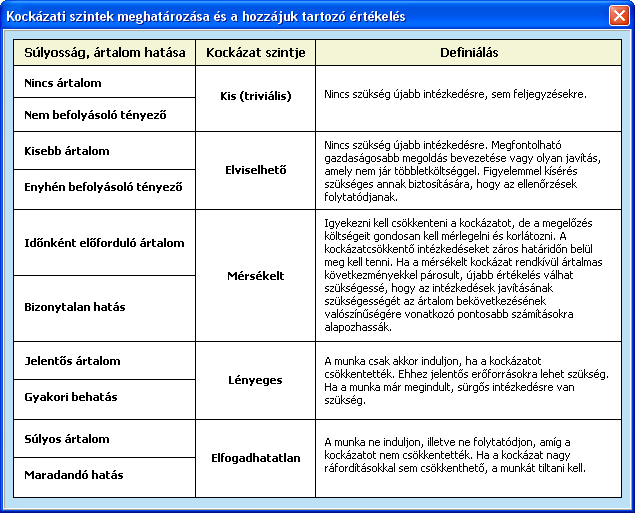 Kockázati szintek meghatározása és a hozzájuk tartozó értékelés
Súlyosság, ártalom hatása
Kockázat szintje
Definiálás
Nincs ártalom
Nem befolyásoló tényező
Kis (triviális)
Nincs szükség újabb intézkedésre, sem feljegyzésekre.
Kisebb ártalom
Enyhén befolyásoló tényező
Elviselhető
Nincs szükség újabb intézkedésre. Megfontolható
gazdaságosabb megoldás bevezetése vagy olyan javítás,
amely nem jár többletköltséggel. Figyelemmel kísérés
szükséges annak biztosítására, hogy az ellenőrzések
folytatódjanak.
Időnként előforduló ártalom
Bizonytalan hatás
Mérsékelt
Igyekezni kell csökkenteni a kockázatot, de a megelőzés
költségeit gondosan kell mérlegelni és korlátozni. A
kockázatcsökkentő intézkedéseket záros határidőn belül
meg kell tenni. Ha a mérsékelt kockázat rendkívül ártalmas
következményekkel párosult, újabb értékelés válhat
szükségessé, hogy az intézkedések javításának
szükségességét az ártalom bekövetkezésének
valószínűségére vonatkozó pontosabb számításokra
alapozhassák.
Jelentős ártalom
Gyakori behatás
Lényeges
A munka csak akkor induljon, ha a kockázatot
csökkentették. Ehhez jelentős erőforrásokra lehet szükség.
Ha a munka már megindult, sürgős intézkedésre van
szükség.
Súlyos ártalom
Maradandó hatás
Elfogadhatatlan
A munka ne induljon, illetve ne folytatódjon, amíg a
kockázatot nem csökkentették. Ha a kockázat nagy
ráfordításokkal sem csökkenthető, a munkát tiltani kell.